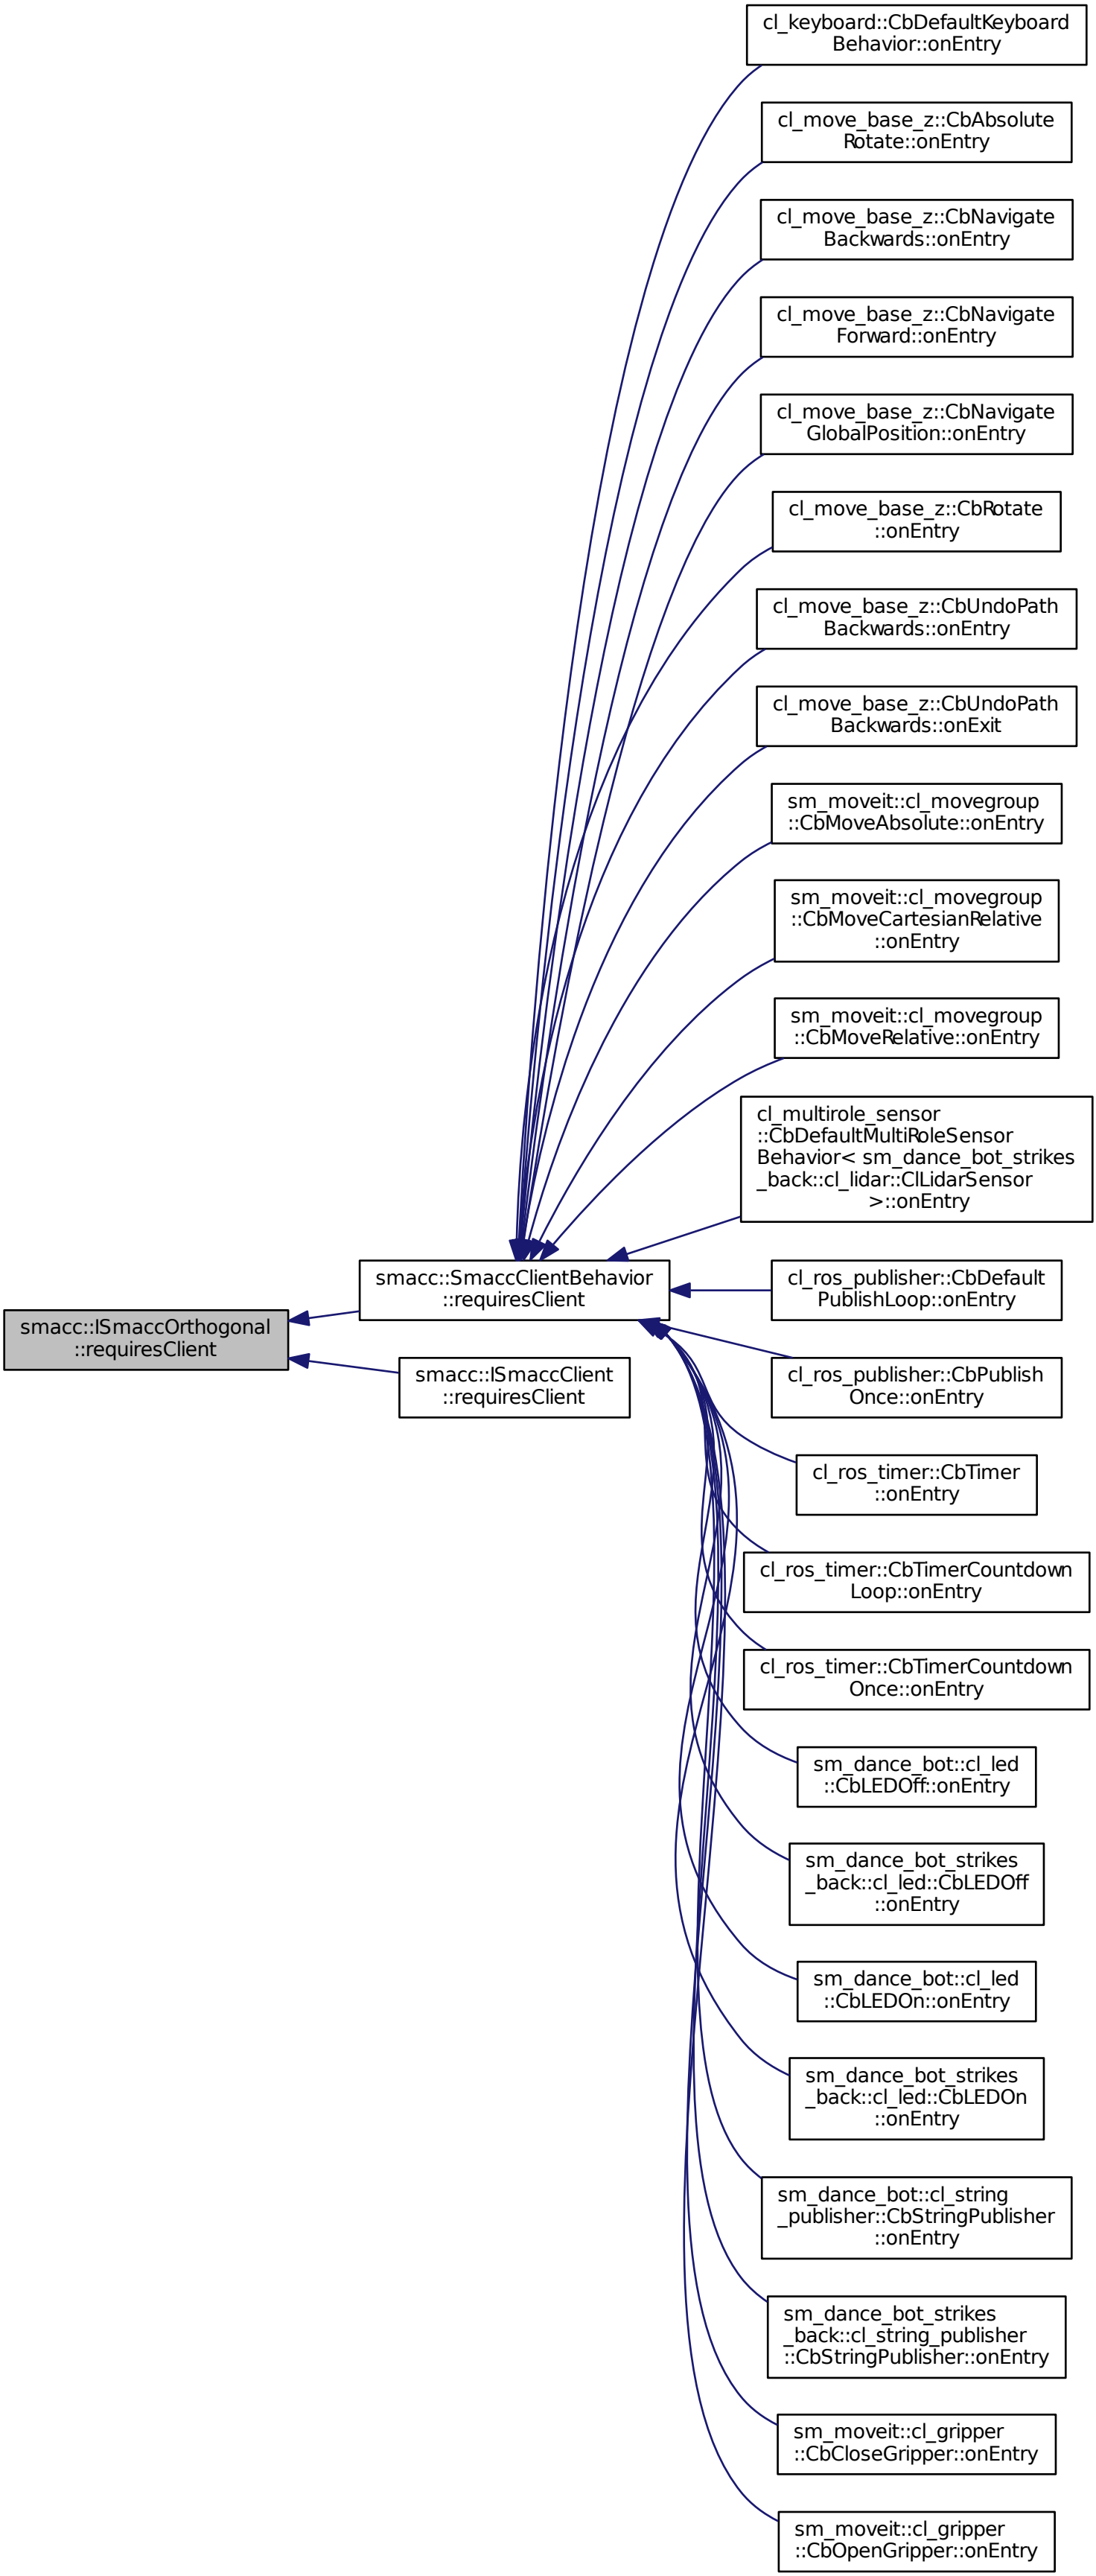 cl_keyboard::CbDefaultKeyboard
Behavior::onEntry
cl_move_base_z::CbAbsolute
Rotate::onEntry
cl_move_base_z::CbNavigate
Backwards::onEntry
cl_move_base_z::CbNavigate
Forward::onEntry
cl_move_base_z::CbNavigate
GlobalPosition::onEntry
cl_move_base_z::CbRotate
::onEntry
cl_move_base_z::CbUndoPath
Backwards::onEntry
cl_move_base_z::CbUndoPath
Backwards::onExit
sm_moveit::cl_movegroup
::CbMoveAbsolute::onEntry
sm_moveit::cl_movegroup
::CbMoveCartesianRelative
::onEntry
sm_moveit::cl_movegroup
::CbMoveRelative::onEntry
cl_multirole_sensor
::CbDefaultMultiRoleSensor
Behavior< sm_dance_bot_strikes
_back::cl_lidar::ClLidarSensor
>::onEntry
smacc::SmaccClientBehavior
::requiresClient
cl_ros_publisher::CbDefault
PublishLoop::onEntry
smacc::ISmaccOrthogonal
::requiresClient
smacc::ISmaccClient
::requiresClient
cl_ros_publisher::CbPublish
Once::onEntry
cl_ros_timer::CbTimer
::onEntry
cl_ros_timer::CbTimerCountdown
Loop::onEntry
cl_ros_timer::CbTimerCountdown
Once::onEntry
sm_dance_bot::cl_led
::CbLEDOff::onEntry
sm_dance_bot_strikes
_back::cl_led::CbLEDOff
::onEntry
sm_dance_bot::cl_led
::CbLEDOn::onEntry
sm_dance_bot_strikes
_back::cl_led::CbLEDOn
::onEntry
sm_dance_bot::cl_string
_publisher::CbStringPublisher
::onEntry
sm_dance_bot_strikes
_back::cl_string_publisher
::CbStringPublisher::onEntry
sm_moveit::cl_gripper
::CbCloseGripper::onEntry
sm_moveit::cl_gripper
::CbOpenGripper::onEntry